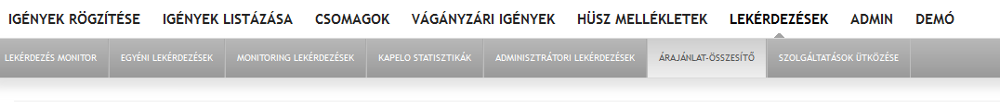 IGÉNYEK RÖGZÍTÉSE IGÉNYEK LISTÁZÁSA CSOMAGOK VÁGÁNYZÁRI IGÉNYEK HÜSZ MELLÉKLETEK LEKÉRDEZÉSEK ADMIN DEMÓ
LEKÉRDEZÉS MONITOR EGYÉNI LEKÉRDEZÉSEK MONITORING LEKÉRDEZÉSEK KAPELO STATISZTIKÁK ADMINISZTRÁTORI LEKÉRDEZÉSEK ÁRAJÁNLAT-ÖSSZESÍTŐ SZOLGÁLTATÁSOK ÜTKÖZÉSE